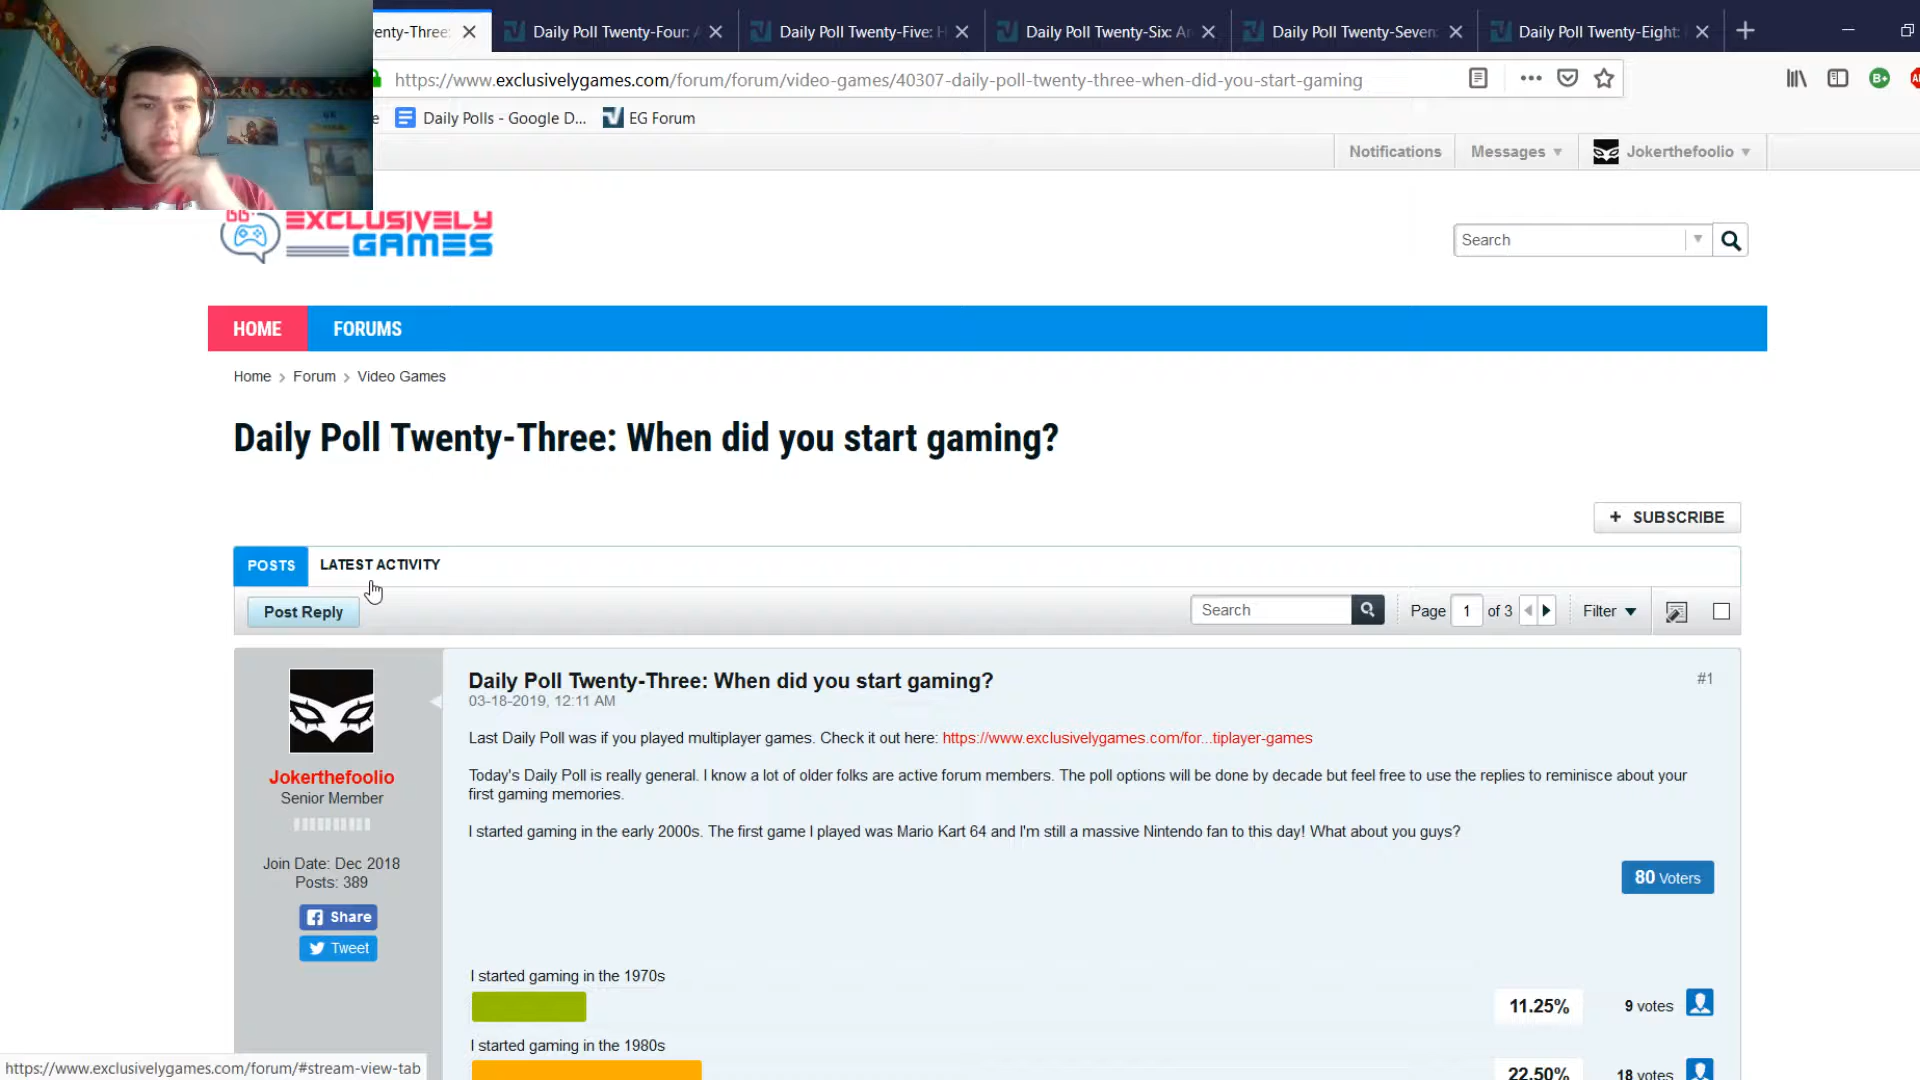 enty-Three:
Daily Poll Twenty-Four: A
Daily Poll Twenty-Five: H
Daily Poll Twenty-Six: Ar
Daily Poll Twenty-Seven:
Daily Poll Twenty-Eight:
https://www.exclusivelygames.com/forum/forum/video-games/40307-daily-poll-twenty-three-when-did-you-start-gaming
B+
e
Daily Polls - Google D...
EG Forum
Notifications
Messages
Jokerthefoolio
EXCLUSIVELY
GAMES
Search
HOME
FORUMS
Home > Forum > Video Games
Daily Poll Twenty-Three: When did you start gaming?
+ SUBSCRIBE
POSTS
LATEST ACTIVITY
Post Reply
Search
Page 1 of 3
Filter
Daily Poll Twenty-Three: When did you start gaming?
#1
03-18-2019, 12:11 AM
Last Daily Poll was if you played multiplayer games. Check it out here: https://www.exclusivelygames.com/for...tiplayer-games
Today's Daily Poll is really general. I know a lot of older folks are active forum members. The poll options will be done by decade but feel free to use the replies to reminisce about your
first gaming memories.
I started gaming in the early 2000s. The first game I played was Mario Kart 64 and I'm still a massive Nintendo fan to this day! What about you guys?
Jokerthefoolio
Senior Member
Join Date: Dec 2018
Posts: 389
Share
Tweet
80 Voters
I started gaming in the 1970s
11.25%
9 votes
I started gaming in the 1980s
22.50%
18 votes
https://www.exclusivelygames.com/forum/#stream-view-tab